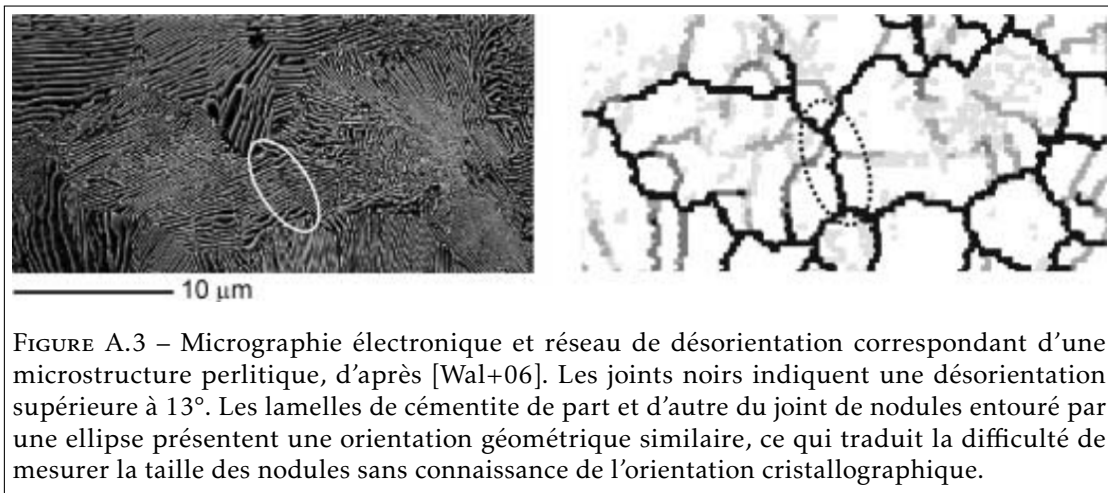 10 μm
FIGURE A.3 – Micrographie électronique et réseau de désorientation correspondant d'une
microstructure perlitique, d'après [Wal+06]. Les joints noirs indiquent une désorientation
supérieure à 13°. Les lamelles de cémentite de part et d'autre du joint de nodules entouré par
une ellipse présentent une orientation géométrique similaire, ce qui traduit la difficulté de
mesurer la taille des nodules sans connaissance de l'orientation cristallographique.